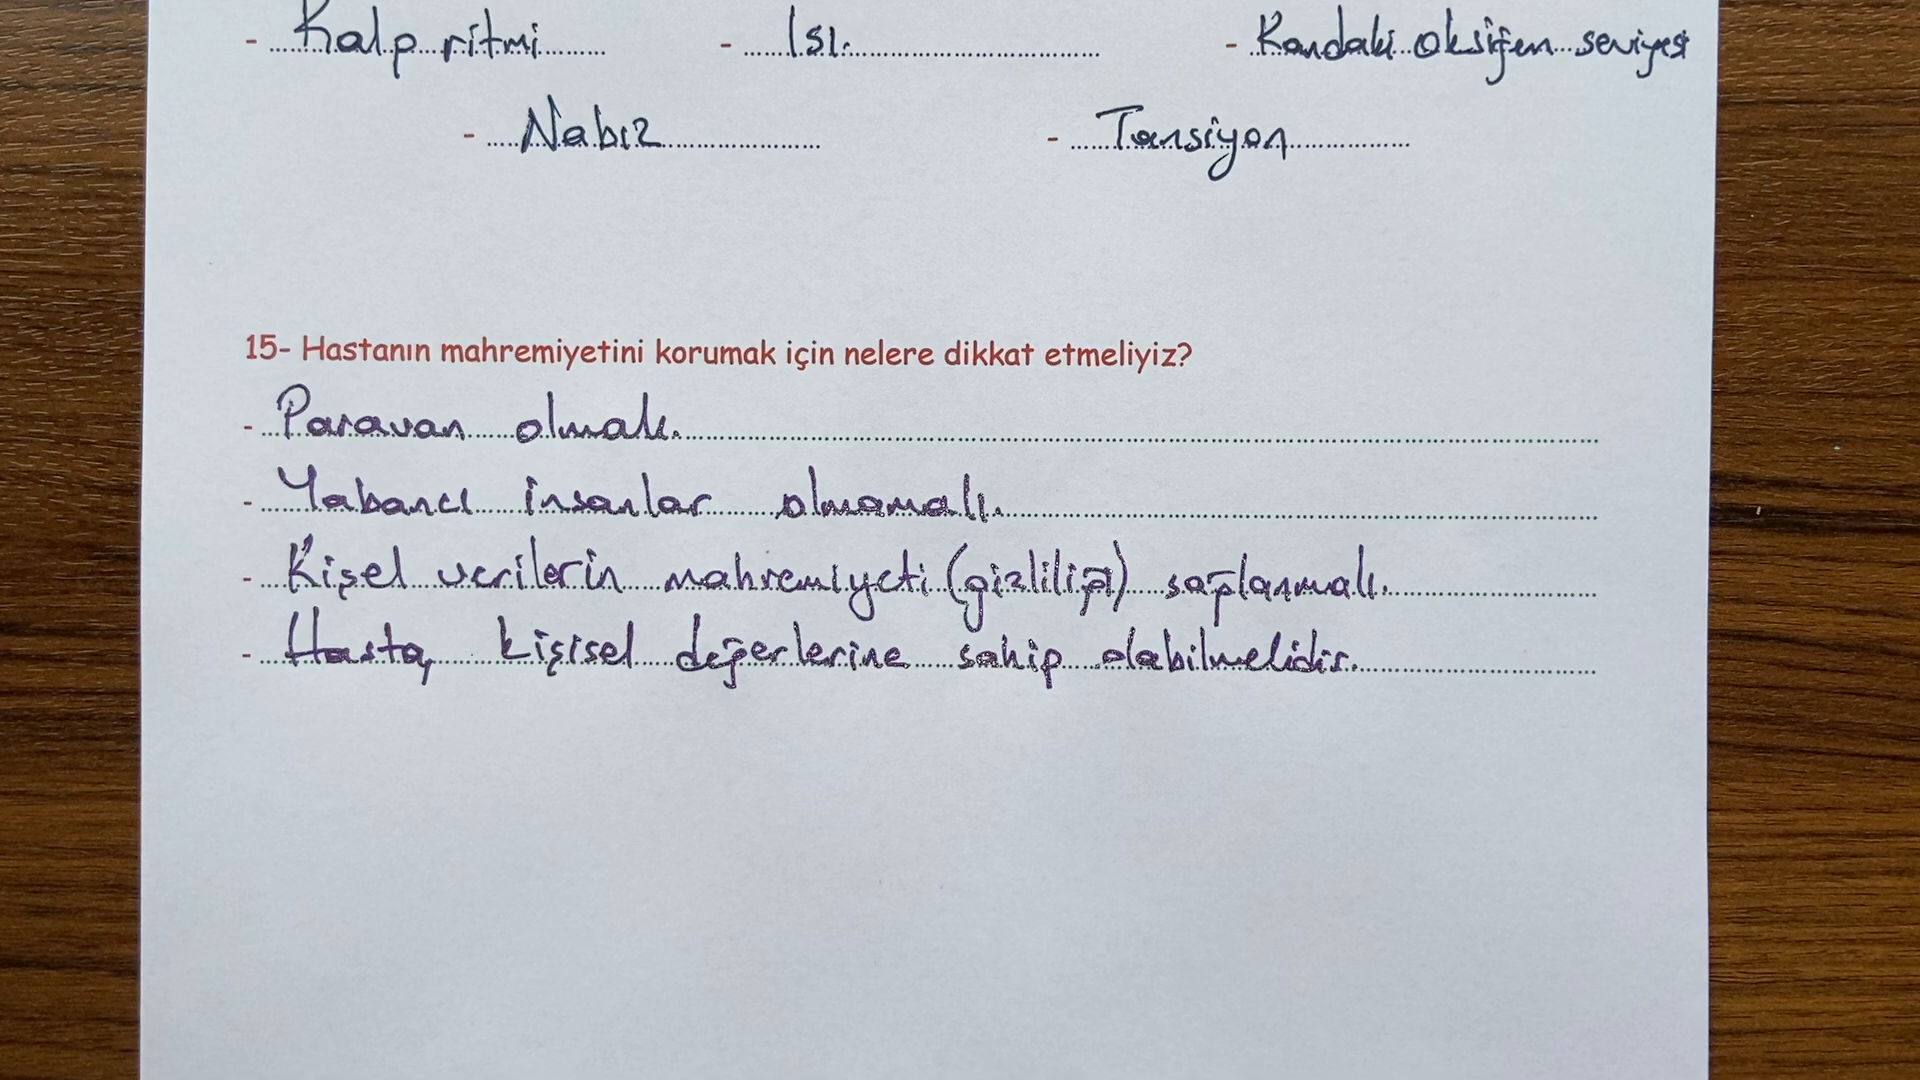 - Kalp ritmi - Isı. - Kandaki oksijen seviyesi
- Nabız - Tansiyon
15- Hastanın mahremiyetini korumak için nelere dikkat etmeliyiz?
- Paravan olmalı.
- Yabancı insanlar olmamalı.
- Kişel verilerin mahremiyeti (gizliliği) sağlanmalı.
- Hasta, kişisel değerlerine sahip olabilmelidir.